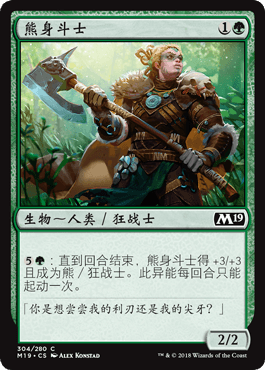 熊身斗士 1
生物～人类 / 狂战士 M19
5 : 直到回合结束，熊身斗士得 +3/+3
且成为熊 / 狂战士。此异能每回合只能
起动一次。
「你是想尝尝我的利刃还是我的尖牙？」
2/2
304/280 C
M19 • CS ALEX KONSTAD ™ & © 2018 Wizards of the Coast